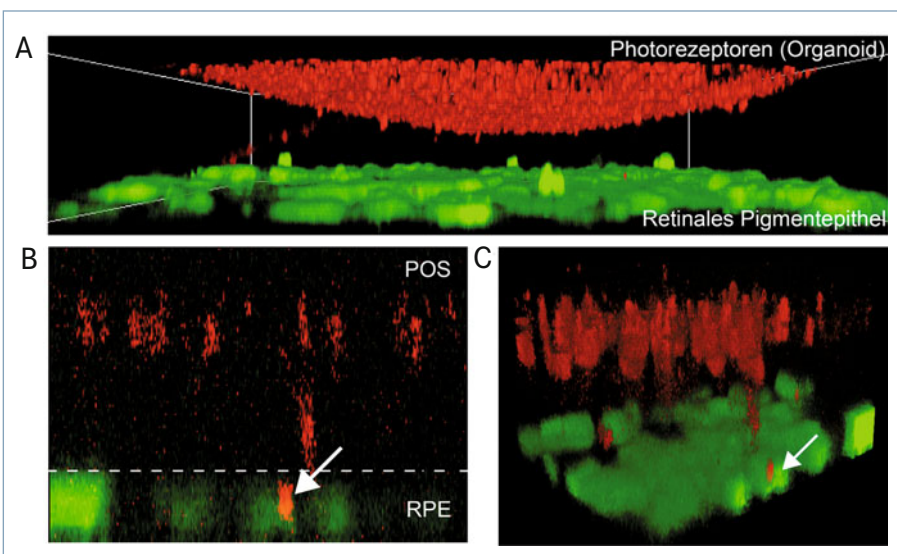 A
Photorezeptoren (Organoid)
Retinales Pigmentepithel
B
POS
RPE
C